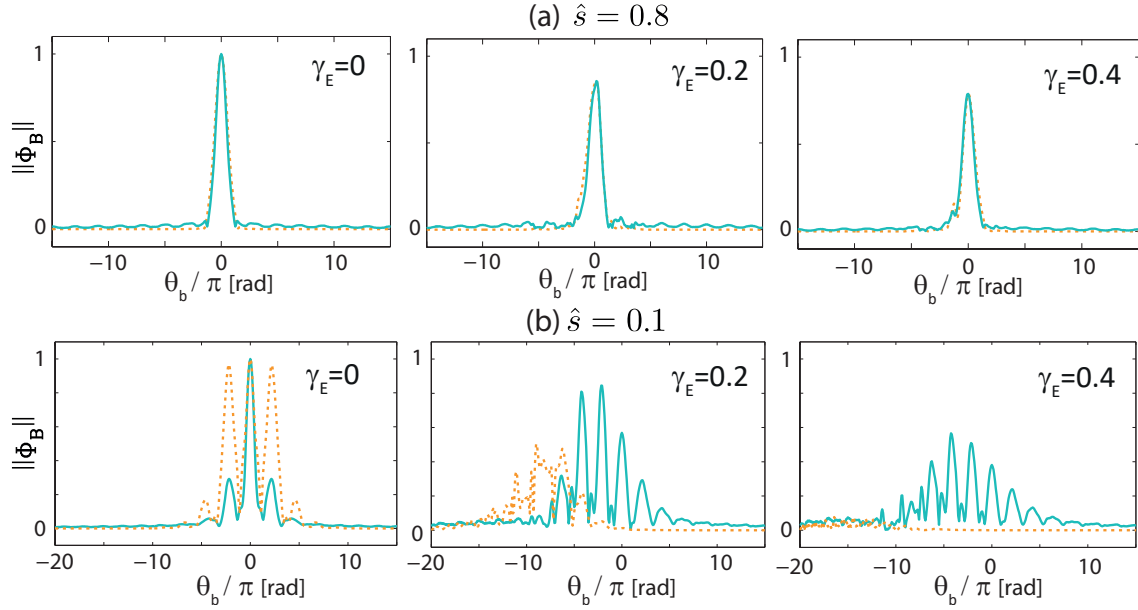 (a) ŝ = 0.8
γ_E=0 γ_E=0.2 γ_E=0.4
‖Φ_B‖
1 1 1
0 0 0
−10 0 10 −10 0 10 −10 0 10
θ_b / π [rad] θ_b / π [rad] θ_b / π [rad]
(b) ŝ = 0.1
γ_E=0 γ_E=0.2 γ_E=0.4
‖Φ_B‖
1 1 1
0 0 0
−20 −10 0 10 −20 −10 0 10 −20 −10 0 10
θ_b / π [rad] θ_b / π [rad] θ_b / π [rad]